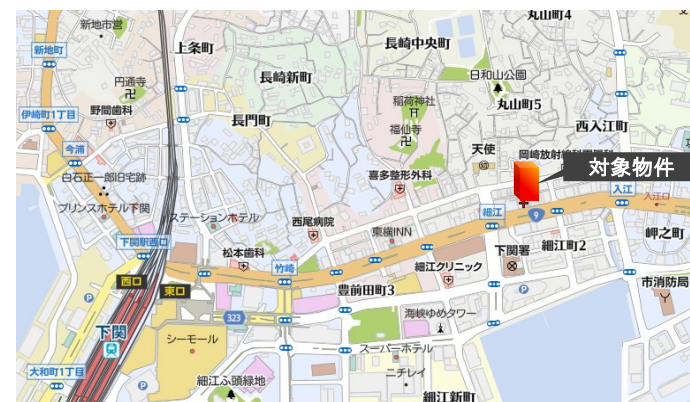 新地市営
丸山町4
新地町
上条町
長崎中央町
長崎新町
日和山公園
円通寺
稲荷神社
丸山町5
野間歯科
伊崎町1丁目
長門町
西入江町
福仙寺
天使
今浦
喜多整形外科
対象物件
白石正一郎旧宅跡
入江
入江口
プリンスホテル下関
ステーションホテル
西尾病院
細江
9
東横INN
岬之町
下関駅西口
下関署
細江町2
松本歯科
竹崎
細江クリニック
西口
東口
豊前田町3
市消防局
323
海峡ゆめタワー
下関
シーモール
スーパーホテル
大和町1丁目
ニチレイ
細江ふ頭緑地
細江新町